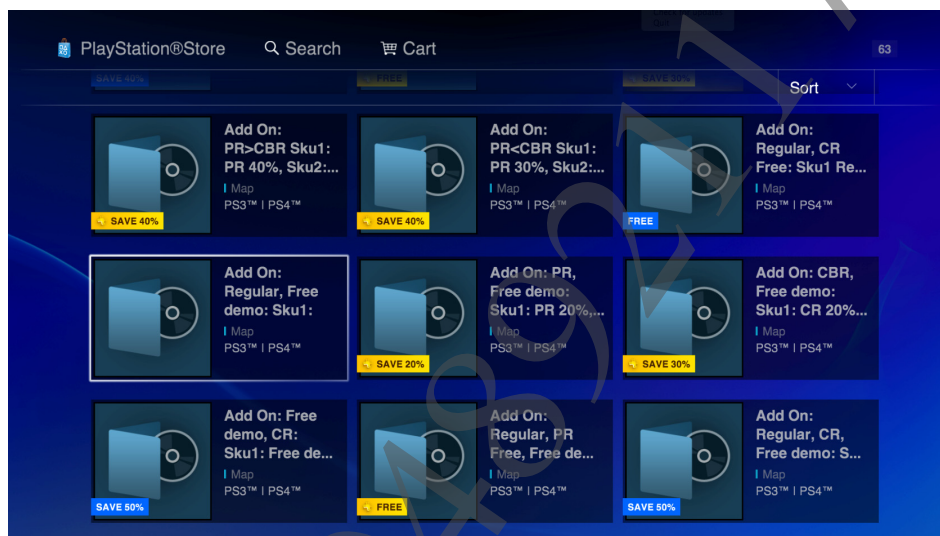 PlayStation®Store
Search
Cart
63
SAVE 40%
FREE
SAVE 30%
Sort
Add On:
PR>CBR Sku1:
PR 40%, Sku2:...
Map
PS3™ | PS4™
SAVE 40%
Add On:
PR<CBR Sku1:
PR 30%, Sku2:...
Map
PS3™ | PS4™
SAVE 40%
Add On:
Regular, CR
Free: Sku1 Re...
Map
PS3™ | PS4™
FREE
Add On:
Regular, Free
demo: Sku1:
Map
PS3™ | PS4™
Add On: PR,
Free demo:
Sku1: PR 20%,...
Map
PS3™ | PS4™
SAVE 20%
Add On: CBR,
Free demo:
Sku1: CR 20%...
Map
PS3™ | PS4™
SAVE 30%
Add On: Free
demo, CR:
Sku1: Free de...
Map
PS3™ | PS4™
SAVE 50%
Add On:
Regular, PR
Free, Free de...
Map
PS3™ | PS4™
FREE
Add On:
Regular, CR,
Free demo: S...
Map
PS3™ | PS4™
SAVE 50%